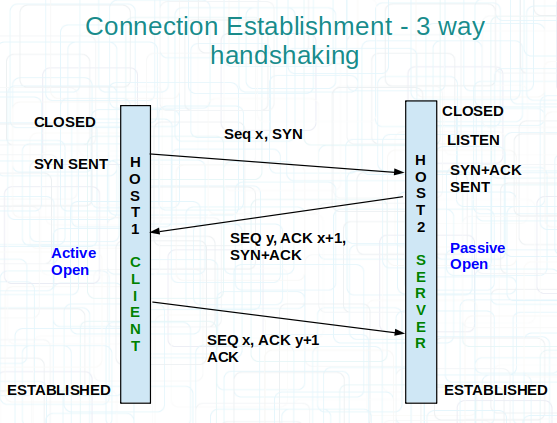 Connection Establishment - 3 way
handshaking
CLOSED
SYN SENT
Active
Open
ESTABLISHED
HOST1 CLIENT
Seq x, SYN
SEQ y, ACK x+1,
SYN+ACK
SEQ x, ACK y+1
ACK
HOST2 SERVER
CLOSED
LISTEN
SYN+ACK
SENT
Passive
Open
ESTABLISHED